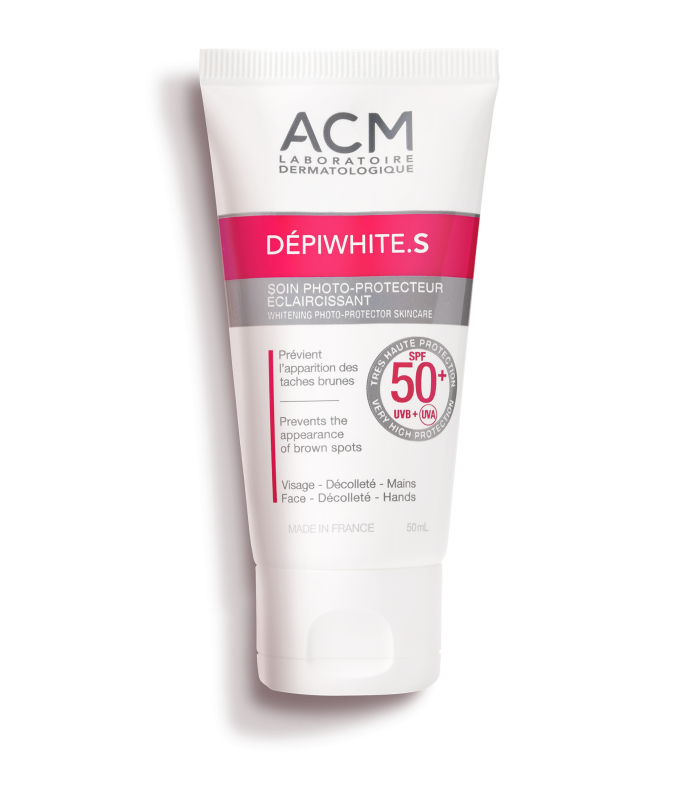 ACM
LABORATOIRE
DERMATOLOGIQUE
DÉPIWHITE.S
SOIN PHOTO-PROTECTEUR
ÉCLAIRCISSANT
WHITENING PHOTO-PROTECTOR SKINCARE
Prévient
l'apparition des
taches brunes
Prevents the
appearance
of brown spots
TRÈS HAUTE PROTECTION
SPF
50+
UVB + UVA
VERY HIGH PROTECTION
Visage - Décolleté - Mains
Face - Décolleté - Hands
MADE IN FRANCE 50mL